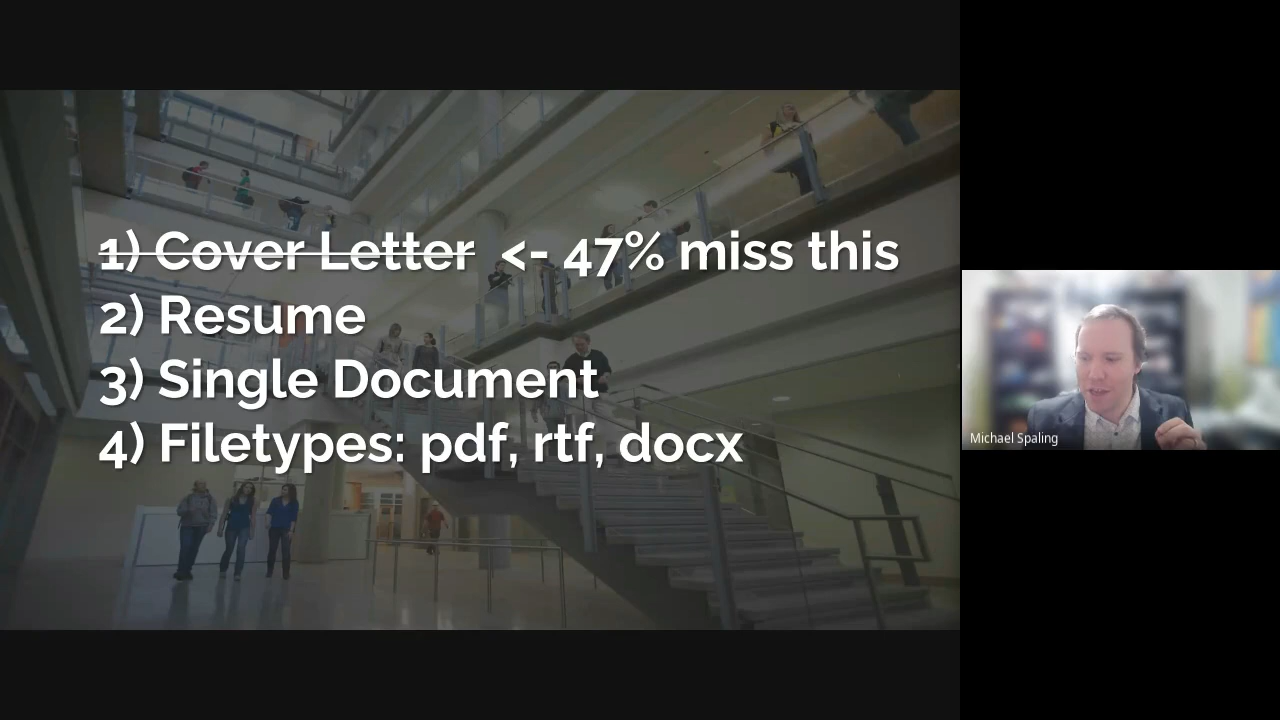 1) Cover Letter <- 47% miss this
2) Resume
3) Single Document
4) Filetypes: pdf, rtf, docx
Michael Spaling